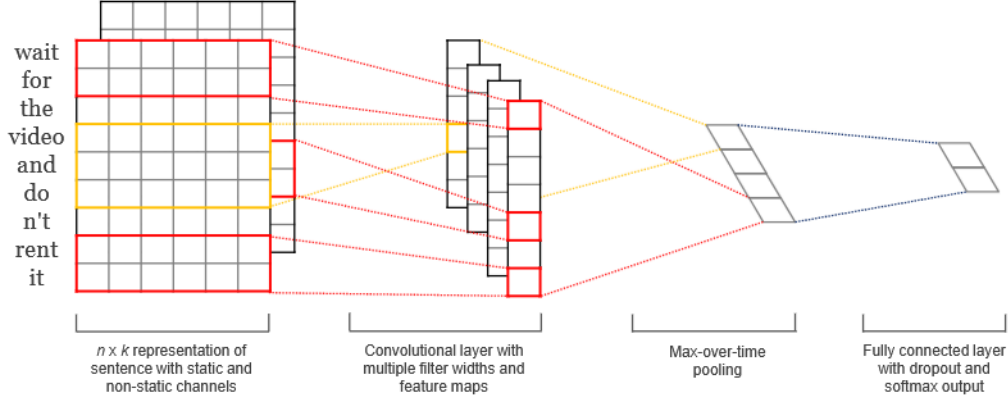 wait
for
the
video
and
do
n't
rent
it
n x k representation of
sentence with static and
non-static channels
Convolutional layer with
multiple filter widths and
feature maps
Max-over-time
pooling
Fully connected layer
with dropout and
softmax output